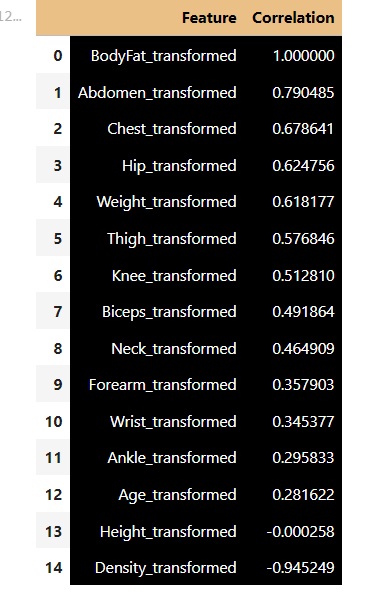 12...
Feature Correlation
0 BodyFat_transformed 1.000000
1 Abdomen_transformed 0.790485
2 Chest_transformed 0.678641
3 Hip_transformed 0.624756
4 Weight_transformed 0.618177
5 Thigh_transformed 0.576846
6 Knee_transformed 0.512810
7 Biceps_transformed 0.491864
8 Neck_transformed 0.464909
9 Forearm_transformed 0.357903
10 Wrist_transformed 0.345377
11 Ankle_transformed 0.295833
12 Age_transformed 0.281622
13 Height_transformed -0.000258
14 Density_transformed -0.945249